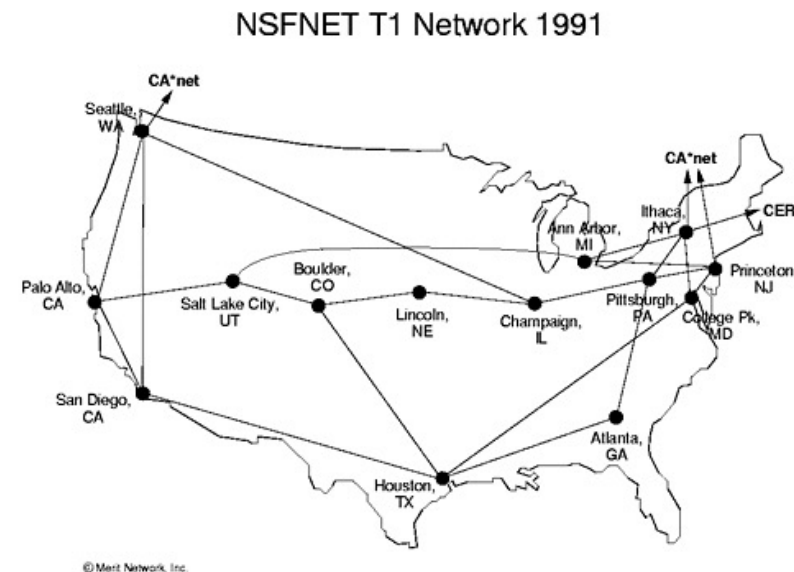 NSFNET T1 Network 1991
CA*net
Seattle,
WA
CA*net
Ithaca,
NY
CER
Ann Arbor,
MI
Boulder,
CO
Palo Alto,
CA
Salt Lake City,
UT
Lincoln,
NE
Champaign,
IL
Pittsburgh,
PA
Princeton
NJ
College Pk,
MD
San Diego,
CA
Atlanta,
GA
Houston,
TX
© Merit Network, Inc.